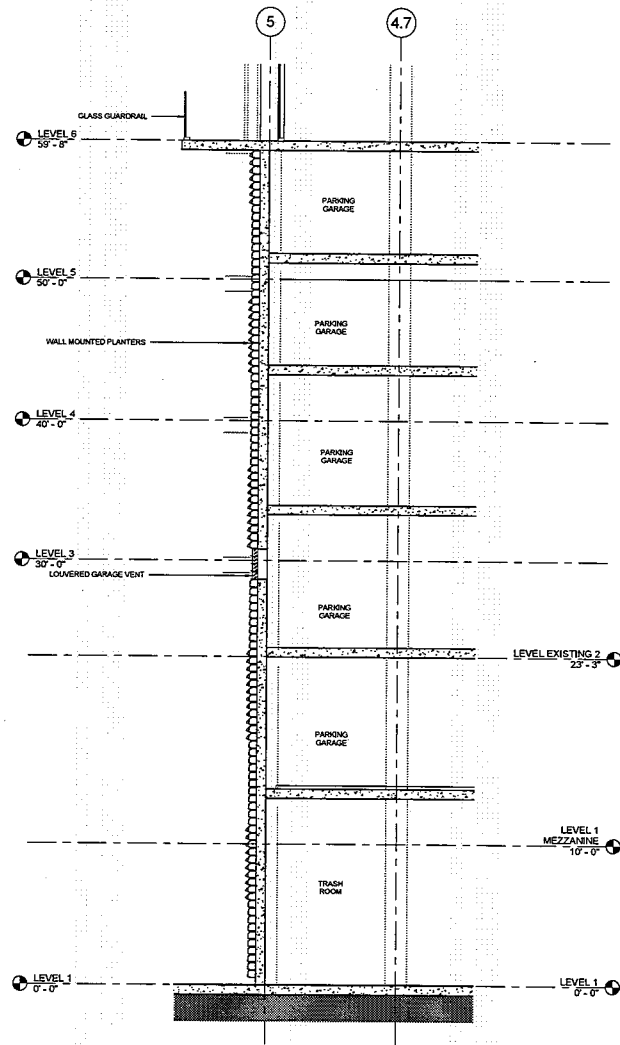 5
4.7
GLASS GUARDRAIL
LEVEL 6
59' - 8"
PARKING
GARAGE
LEVEL 5
50' - 0"
PARKING
GARAGE
WALL MOUNTED PLANTERS
LEVEL 4
40' - 0"
PARKING
GARAGE
LEVEL 3
30' - 0"
LOUVERED GARAGE VENT
PARKING
GARAGE
LEVEL EXISTING 2
23' - 3"
PARKING
GARAGE
LEVEL 1
MEZZANINE
10' - 0"
TRASH
ROOM
LEVEL 1
0' - 0"
LEVEL 1
0' - 0"